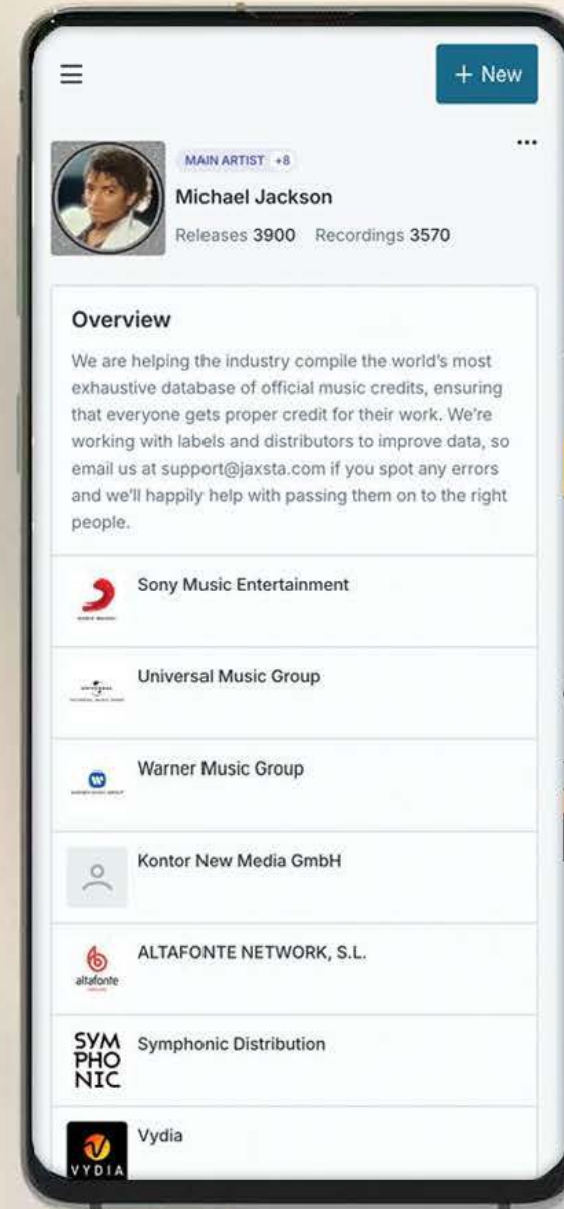 + New
MAIN ARTIST +8
Michael Jackson
Releases 3900 Recordings 3570
Overview
We are helping the industry compile the world's most
exhaustive database of official music credits, ensuring
that everyone gets proper credit for their work. We're
working with labels and distributors to improve data, so
email us at support@jaxsta.com if you spot any errors
and we'll happily help with passing them on to the right
people.
Sony Music Entertainment
Universal Music Group
Warner Music Group
Kontor New Media GmbH
ALTAFONTE NETWORK, S.L.
altafonte
SYM
PHO
NIC
Symphonic Distribution
Vydia
VYDIA